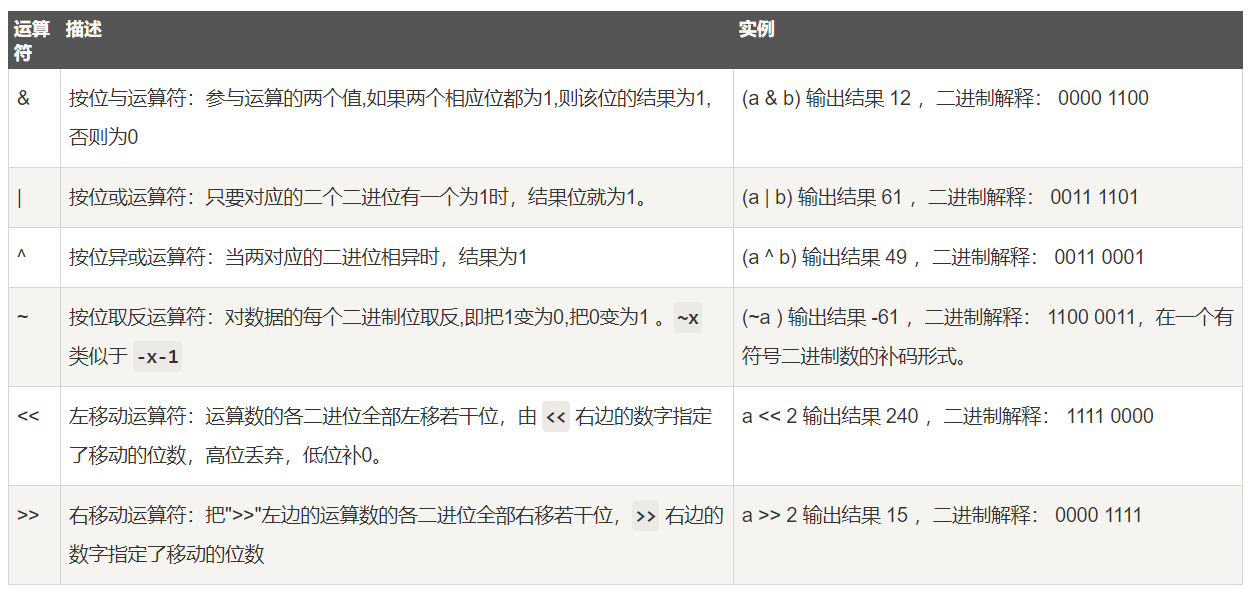 运算 描述 实例
符
& 按位与运算符：参与运算的两个值,如果两个相应位都为1,则该位的结果为1, (a & b) 输出结果 12 ，二进制解释： 0000 1100
否则为0
| 按位或运算符：只要对应的二个二进位有一个为1时，结果位就为1。 (a | b) 输出结果 61 ，二进制解释： 0011 1101
^ 按位异或运算符：当两对应的二进位相异时，结果为1 (a ^ b) 输出结果 49 ，二进制解释： 0011 0001
~ 按位取反运算符：对数据的每个二进制位取反,即把1变为0,把0变为1 。~x (~a ) 输出结果 -61 ，二进制解释： 1100 0011，在一个有
类似于 -x-1 符号二进制数的补码形式。
<< 左移动运算符：运算数的各二进位全部左移若干位，由 << 右边的数字指定 a << 2 输出结果 240 ，二进制解释： 1111 0000
了移动的位数，高位丢弃，低位补0。
>> 右移动运算符：把">>"左边的运算数的各二进位全部右移若干位，>> 右边的 a >> 2 输出结果 15 ，二进制解释： 0000 1111
数字指定了移动的位数